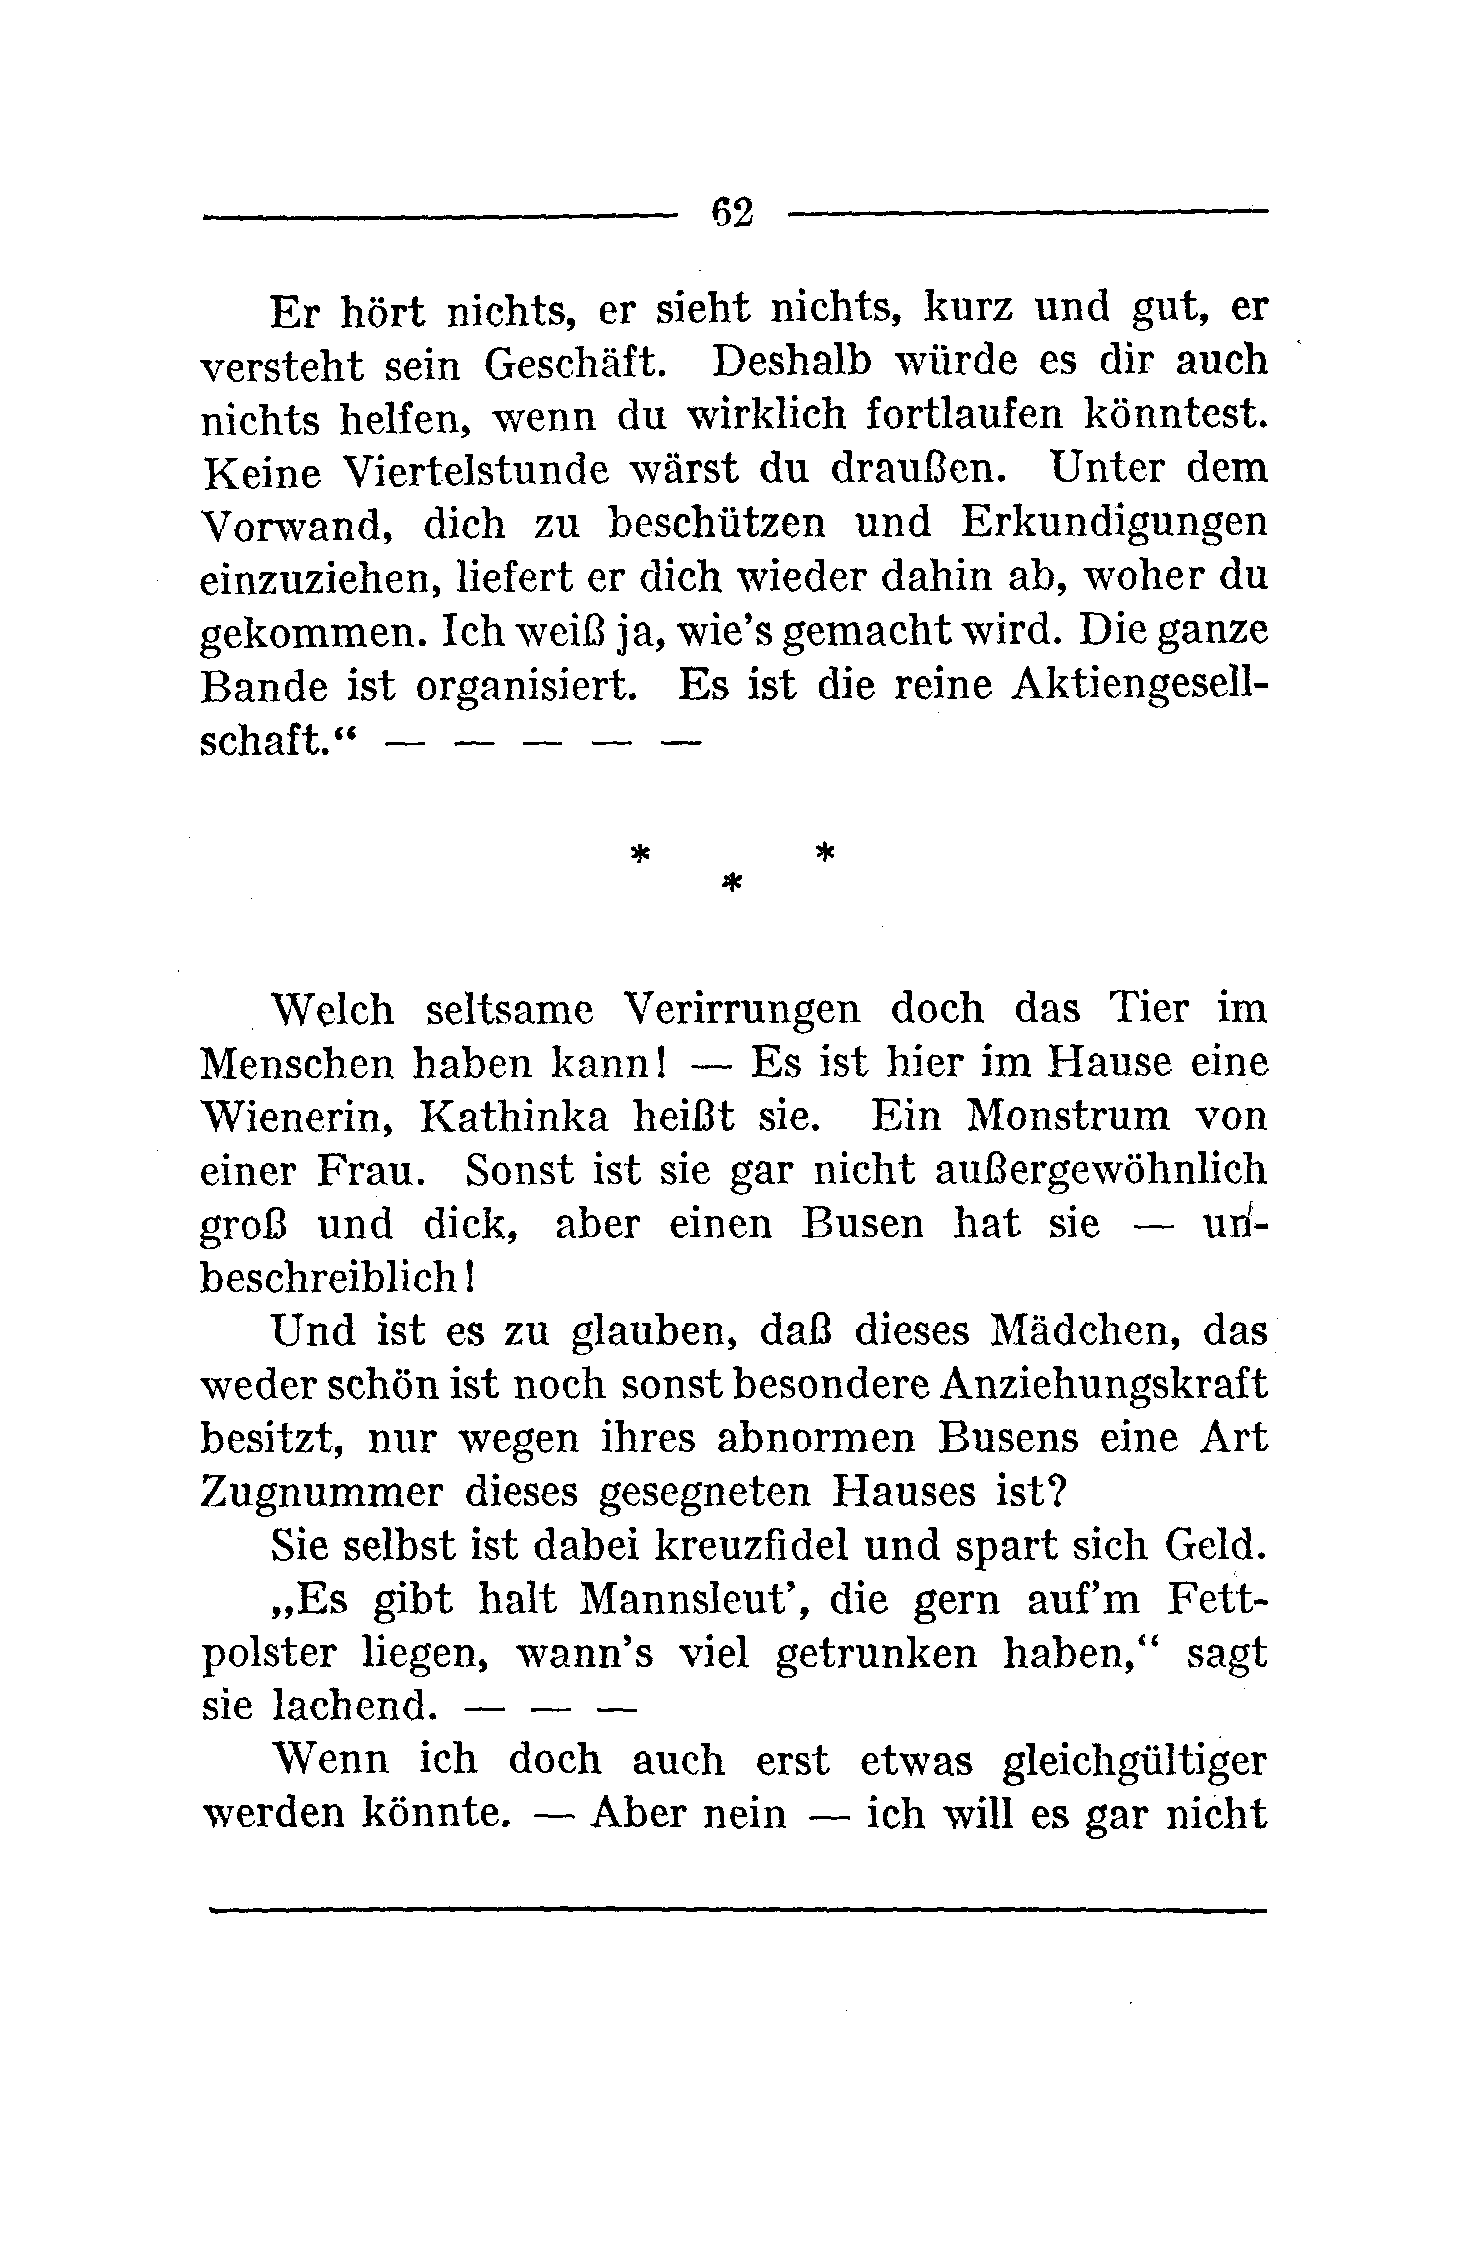 62
Er hört nichts, er sieht nichts, kurz und gut, er
versteht sein Geschäft. Deshalb würde es dir auch
nichts helfen, wenn du wirklich fortlaufen könntest.
Keine Viertelstunde wärst du draußen. Unter dem
Vorwand, dich zu beschützen und Erkundigungen
einzuziehen, liefert er dich wieder dahin ab, woher du
gekommen. Ich weiß ja, wie’s gemacht wird. Die ganze
Bande ist organisiert. Es ist die reine Aktiengesell-
schaft.“ — — — — —
* *
*
Welch seltsame Verirrungen doch das Tier im
Menschen haben kann! — Es ist hier im Hause eine
Wienerin, Kathinka heißt sie. Ein Monstrum von
einer Frau. Sonst ist sie gar nicht außergewöhnlich
groß und dick, aber einen Busen hat sie — un-
beschreiblich!
Und ist es zu glauben, daß dieses Mädchen, das
weder schön ist noch sonst besondere Anziehungskraft
besitzt, nur wegen ihres abnormen Busens eine Art
Zugnummer dieses gesegneten Hauses ist?
Sie selbst ist dabei kreuzfidel und spart sich Geld.
„Es gibt halt Mannsleut’, die gern auf’m Fett-
polster liegen, wann’s viel getrunken haben,“ sagt
sie lachend. — — —
Wenn ich doch auch erst etwas gleichgültiger
werden könnte. — Aber nein — ich will es gar nicht